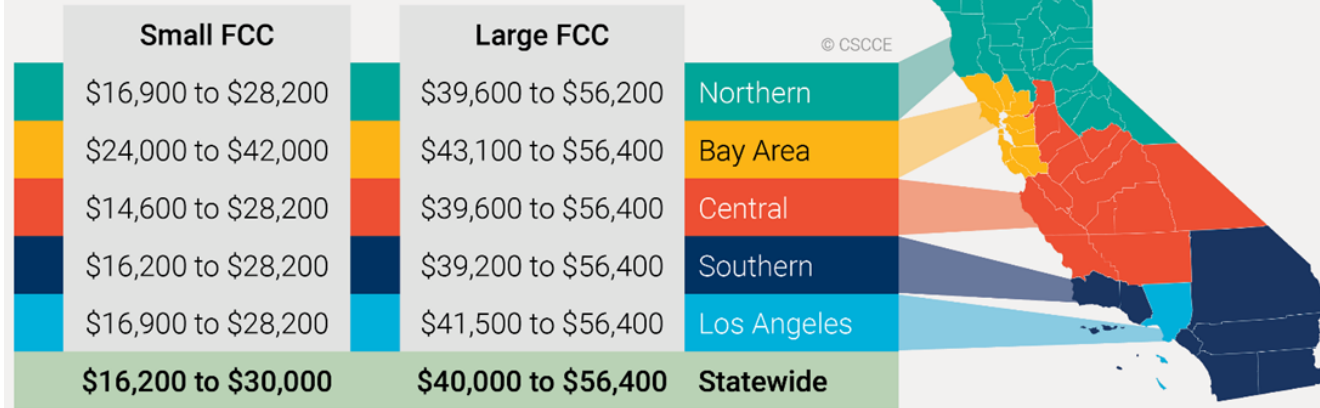 Small FCC Large FCC
© CSCCE
$16,900 to $28,200 $39,600 to $56,200 Northern
$24,000 to $42,000 $43,100 to $56,400 Bay Area
$14,600 to $28,200 $39,600 to $56,400 Central
$16,200 to $28,200 $39,200 to $56,400 Southern
$16,900 to $28,200 $41,500 to $56,400 Los Angeles
$16,200 to $30,000 $40,000 to $56,400 Statewide